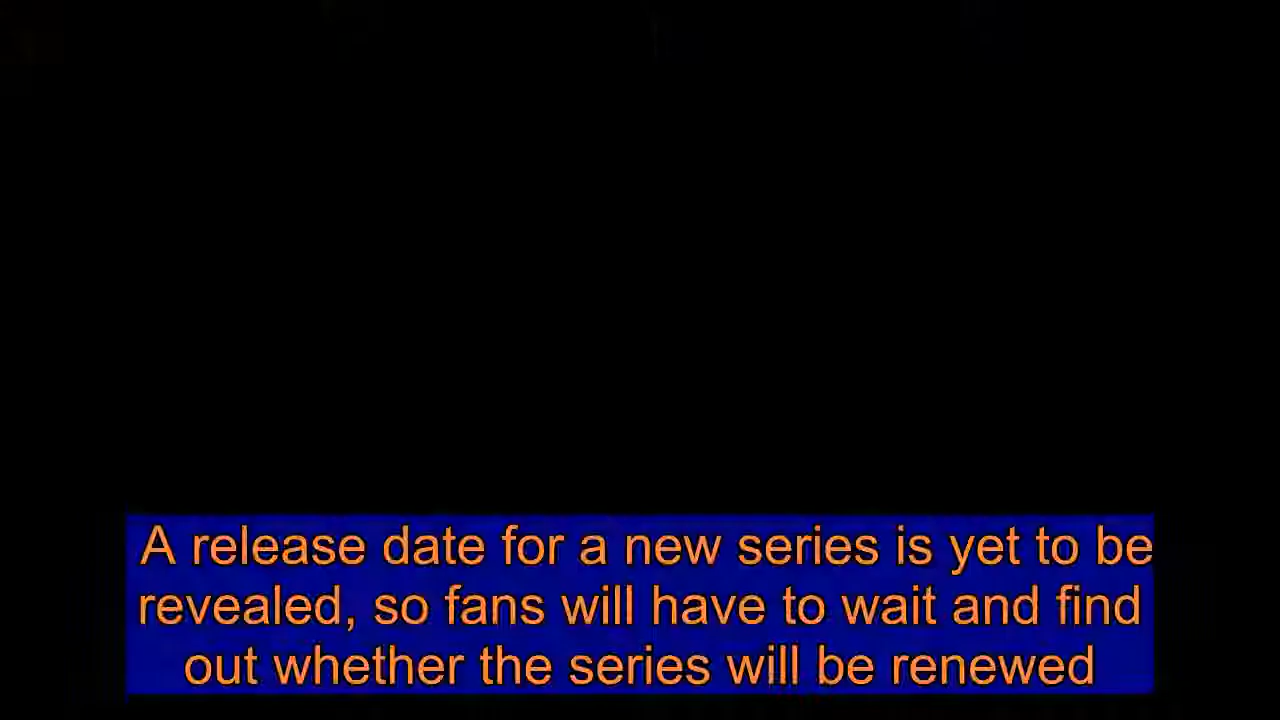 A release date for a new series is yet to be
revealed, so fans will have to wait and find
out whether the series will be renewed